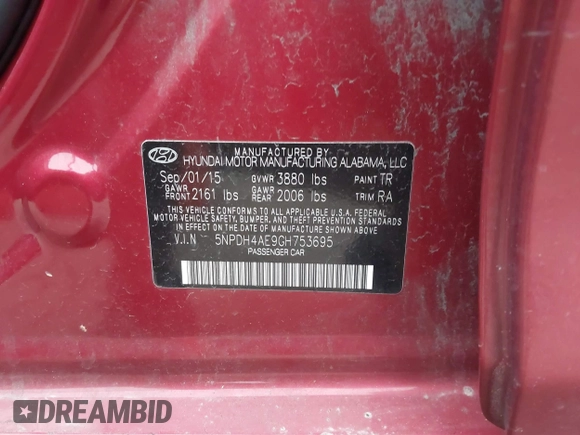 MANUFACTURED BY
HYUNDAI MOTOR MANUFACTURING ALABAMA, LLC
Sep/01/15 GVWR 3880 lbs PAINT TR
GAWR FRONT 2161 lbs GAWR REAR 2006 lbs TRIM RA
THIS VEHICLE CONFORMS TO ALL APPLICABLE U.S.A. FEDERAL
MOTOR VEHICLE SAFETY, BUMPER, AND THEFT PREVENTION
STANDARDS IN EFFECT ON THE DATE OF MANUFACTURE SHOWN ABOVE.
V.I.N 5NPDH4AE9GH753695
PASSENGER CAR
DREAMBID